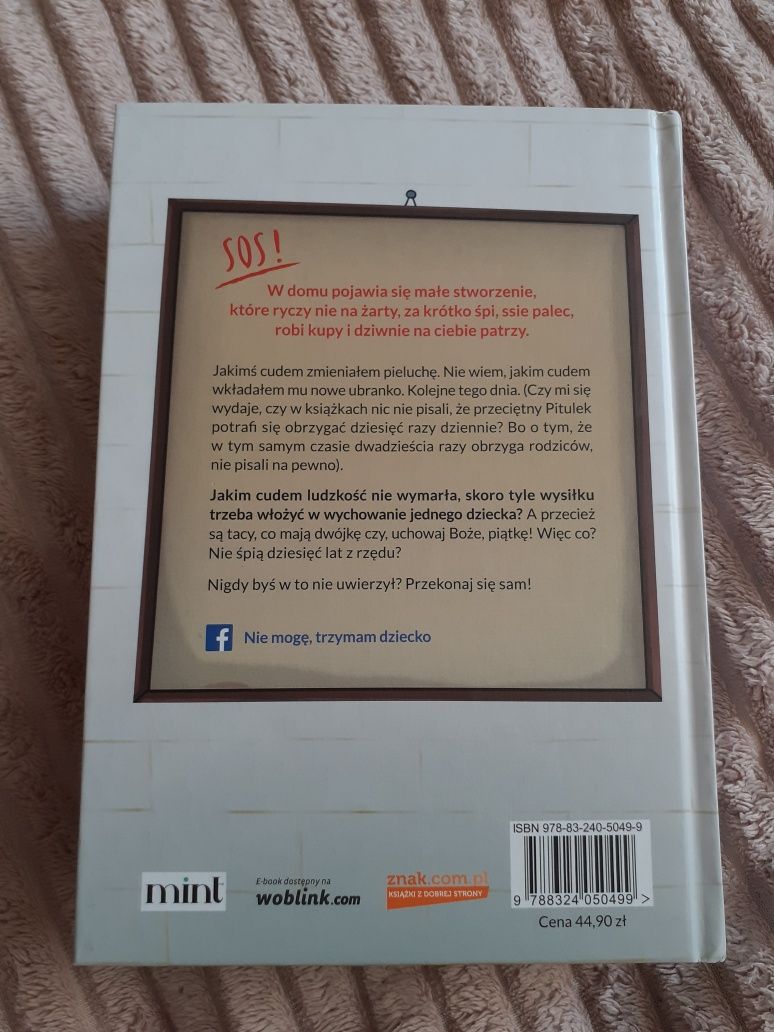 SOS!
W domu pojawia się małe stworzenie,
które ryczy nie na żarty, za krótko śpi, ssie palec,
robi kupy i dziwnie na ciebie patrzy.
Jakimś cudem zmieniałem pieluchę. Nie wiem, jakim cudem
wkładałem mu nowe ubranko. Kolejne tego dnia. (Czy mi się
wydaje, czy w książkach nic nie pisali, że przeciętny Pitulek
potrafi się obrzygać dziesięć razy dziennie? Bo o tym, że
w tym samym czasie dwadzieścia razy obrzyga rodziców,
nie pisali na pewno).
Jakim cudem ludzkość nie wymarła, skoro tyle wysiłku
trzeba włożyć w wychowanie jednego dziecka? A przecież
są tacy, co mają dwójkę czy, uchowaj Boże, piątkę! Więc co?
Nie śpią dziesięć lat z rzędu?
Nigdy byś w to nie uwierzył? Przekonaj się sam!
f Nie mogę, trzymam dziecko
mint
E-book dostępny na
woblink.com
znak.com.pl
KSIĄŻKI Z DOBREJ STRONY
ISBN 978-83-240-5049-9
9 788324 050499 >
Cena 44,90 zł